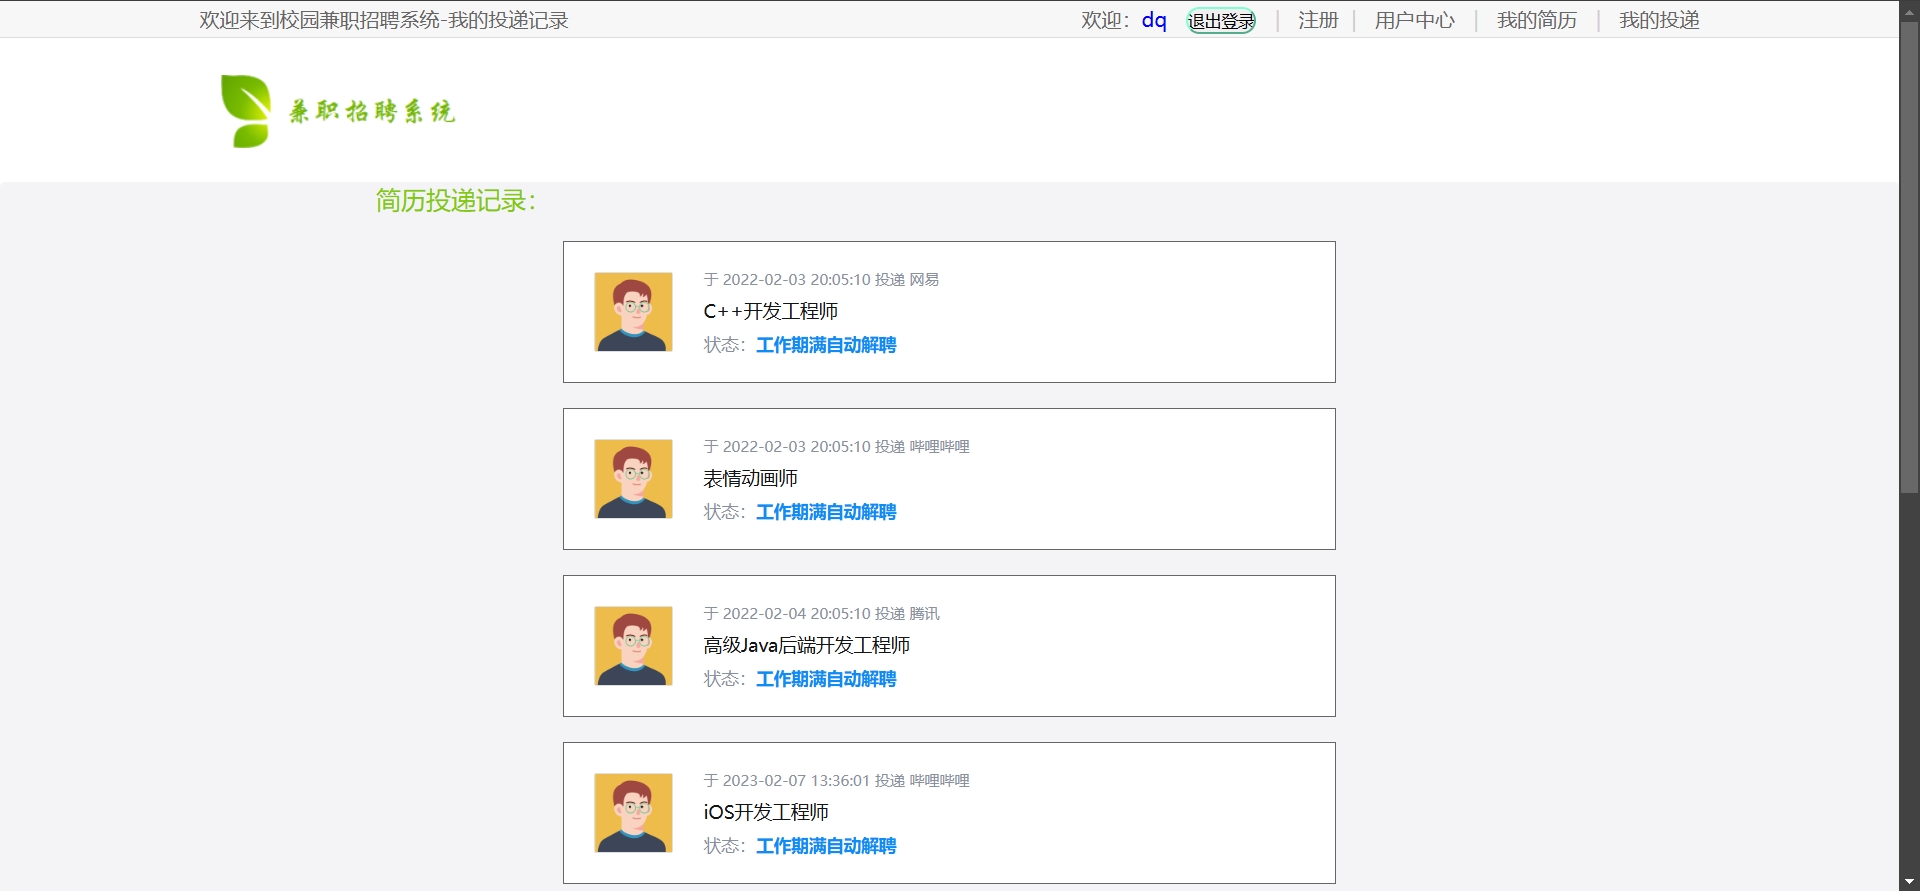 欢迎来到校园兼职招聘系统-我的投递记录
欢迎：dq 退出登录 | 注册 | 用户中心 | 我的简历 | 我的投递
兼职招聘系统
简历投递记录：
于 2022-02-03 20:05:10 投递 网易
C++开发工程师
状态：工作期满自动解聘
于 2022-02-03 20:05:10 投递 哔哩哔哩
表情动画师
状态：工作期满自动解聘
于 2022-02-04 20:05:10 投递 腾讯
高级Java后端开发工程师
状态：工作期满自动解聘
于 2023-02-07 13:36:01 投递 哔哩哔哩
iOS开发工程师
状态：工作期满自动解聘